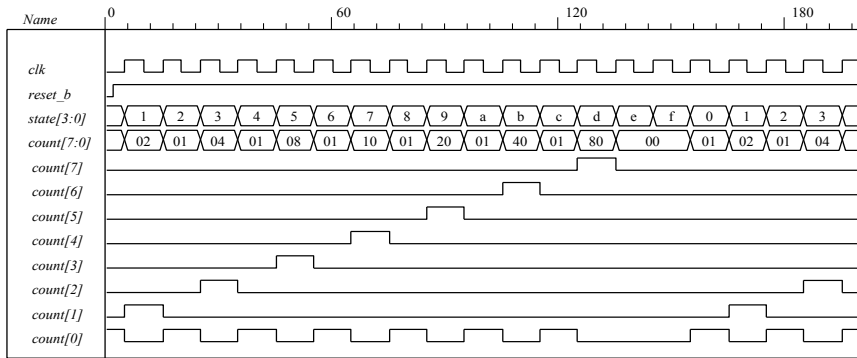 Name 0 60 120 180
clk
reset_b
state[3:0] 1 2 3 4 5 6 7 8 9 a b c d e f 0 1 2 3
count[7:0] 02 01 04 01 08 01 10 01 20 01 40 01 80 00 01 02 01 04
count[7]
count[6]
count[5]
count[4]
count[3]
count[2]
count[1]
count[0]